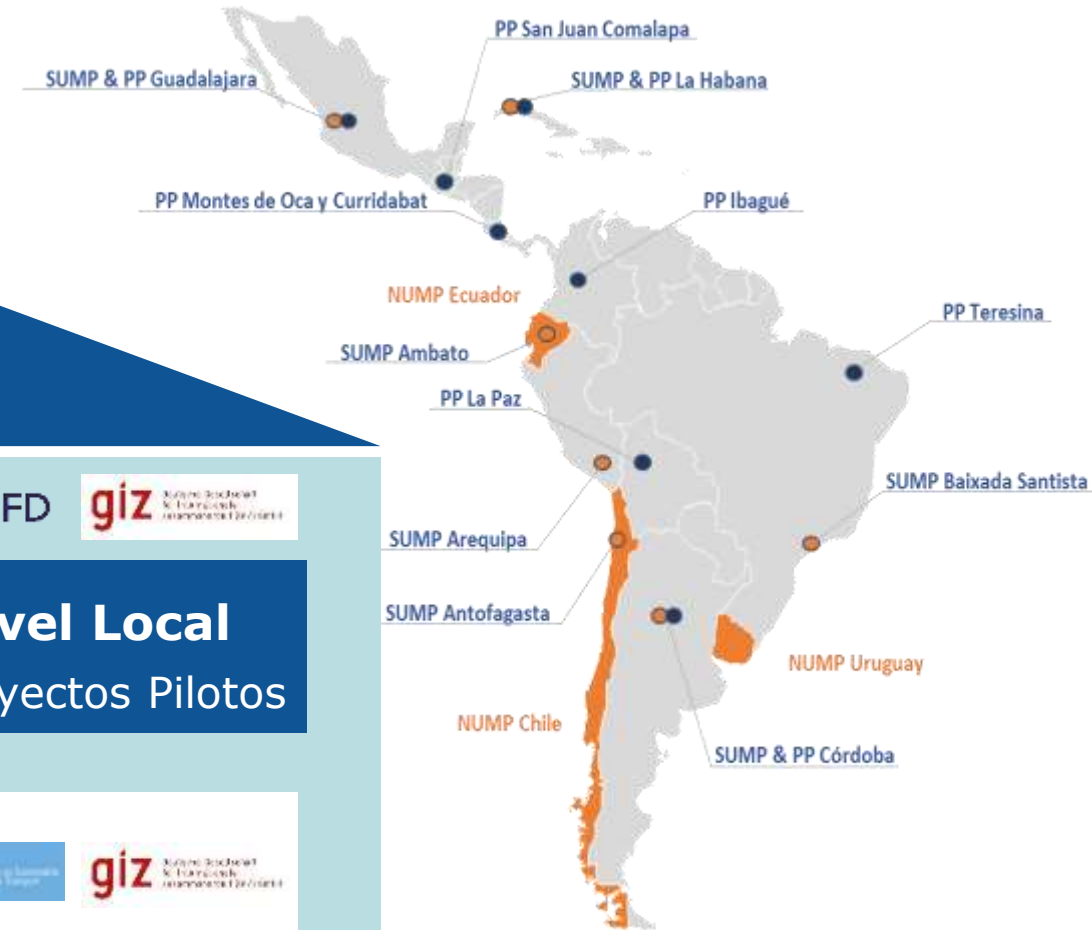 PP San Juan Comalapa
SUMP & PP Guadalajara
SUMP & PP La Habana
PP Montes de Oca y Curridabat
PP Ibagué
NUMP Ecuador
PP Teresina
SUMP Ambato
PP La Paz
SUMP Baixada Santista
SUMP Arequipa
SUMP Antofagasta
NUMP Uruguay
NUMP Chile
SUMP & PP Córdoba
FD
giz
vel Local
yectos Pilotos
giz